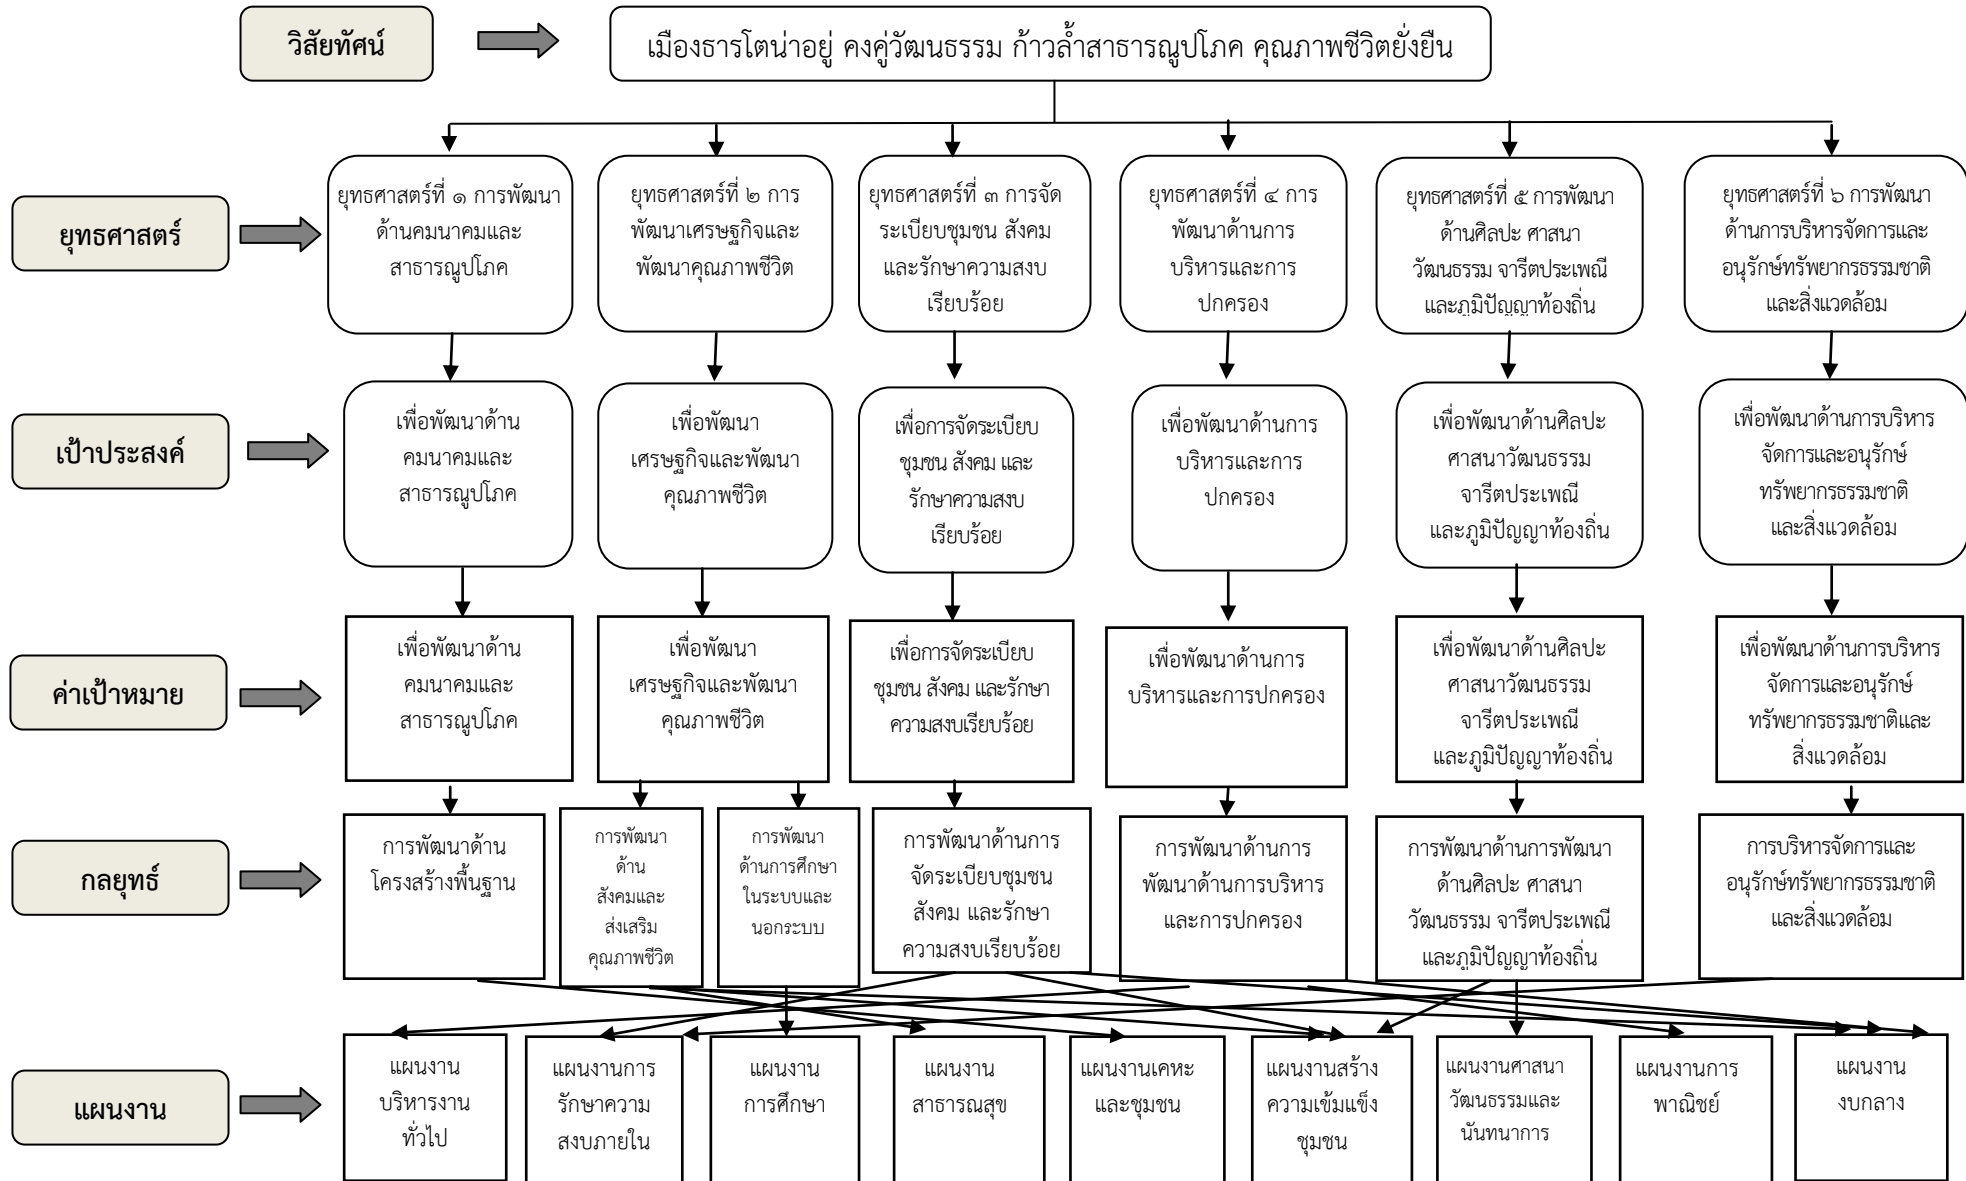 วิสัยทัศน์
เมืองธารโตน่าอยู่ คงคู่วัฒนธรรม ก้าวล้ำสาธารณูปโภค คุณภาพชีวิตยั่งยืน
ยุทธศาสตร์
ยุทธศาสตร์ที่ ๑ การพัฒนา
ด้านคมนาคมและ
สาธารณูปโภค
ยุทธศาสตร์ที่ ๒ การ
พัฒนาเศรษฐกิจและ
พัฒนาคุณภาพชีวิต
ยุทธศาสตร์ที่ ๓ การจัด
ระเบียบชุมชน สังคม
และรักษาความสงบ
เรียบร้อย
ยุทธศาสตร์ที่ ๔ การ
พัฒนาด้านการ
บริหารและการ
ปกครอง
ยุทธศาสตร์ที่ ๕ การพัฒนา
ด้านศิลปะ ศาสนา
วัฒนธรรม จารีตประเพณี
และภูมิปัญญาท้องถิ่น
ยุทธศาสตร์ที่ ๖ การพัฒนา
ด้านการบริหารจัดการและ
อนุรักษ์ทรัพยากรธรรมชาติ
และสิ่งแวดล้อม
เป้าประสงค์
เพื่อพัฒนาด้าน
คมนาคมและ
สาธารณูปโภค
เพื่อพัฒนา
เศรษฐกิจและพัฒนา
คุณภาพชีวิต
เพื่อการจัดระเบียบ
ชุมชน สังคม และ
รักษาความสงบ
เรียบร้อย
เพื่อพัฒนาด้านการ
บริหารและการ
ปกครอง
เพื่อพัฒนาด้านศิลปะ
ศาสนาวัฒนธรรม
จารีตประเพณี
และภูมิปัญญาท้องถิ่น
เพื่อพัฒนาด้านการบริหาร
จัดการและอนุรักษ์
ทรัพยากรธรรมชาติ
และสิ่งแวดล้อม
ค่าเป้าหมาย
เพื่อพัฒนาด้าน
คมนาคมและ
สาธารณูปโภค
เพื่อพัฒนา
เศรษฐกิจและพัฒนา
คุณภาพชีวิต
เพื่อการจัดระเบียบ
ชุมชน สังคม และรักษา
ความสงบเรียบร้อย
เพื่อพัฒนาด้านการ
บริหารและการปกครอง
เพื่อพัฒนาด้านศิลปะ
ศาสนาวัฒนธรรม
จารีตประเพณี
และภูมิปัญญาท้องถิ่น
เพื่อพัฒนาด้านการบริหาร
จัดการและอนุรักษ์
ทรัพยากรธรรมชาติและ
สิ่งแวดล้อม
กลยุทธ์
การพัฒนาด้าน
โครงสร้างพื้นฐาน
การพัฒนา
ด้าน
สังคมและ
ส่งเสริม
คุณภาพชีวิต
การพัฒนา
ด้านการศึกษา
ในระบบและ
นอกระบบ
การพัฒนาด้านการ
จัดระเบียบชุมชน
สังคม และรักษา
ความสงบเรียบร้อย
การพัฒนาด้านการ
พัฒนาด้านการบริหาร
และการปกครอง
การพัฒนาด้านการพัฒนา
ด้านศิลปะ ศาสนา
วัฒนธรรม จารีตประเพณี
และภูมิปัญญาท้องถิ่น
การบริหารจัดการและ
อนุรักษ์ทรัพยากรธรรมชาติ
และสิ่งแวดล้อม
แผนงาน
แผนงาน
บริหารงาน
ทั่วไป
แผนงานการ
รักษาความ
สงบภายใน
แผนงาน
การศึกษา
แผนงาน
สาธารณสุข
แผนงานเคหะ
และชุมชน
แผนงานสร้าง
ความเข้มแข็ง
ชุมชน
แผนงานศาสนา
วัฒนธรรมและ
นันทนาการ
แผนงานการ
พาณิชย์
แผนงาน
งบกลาง